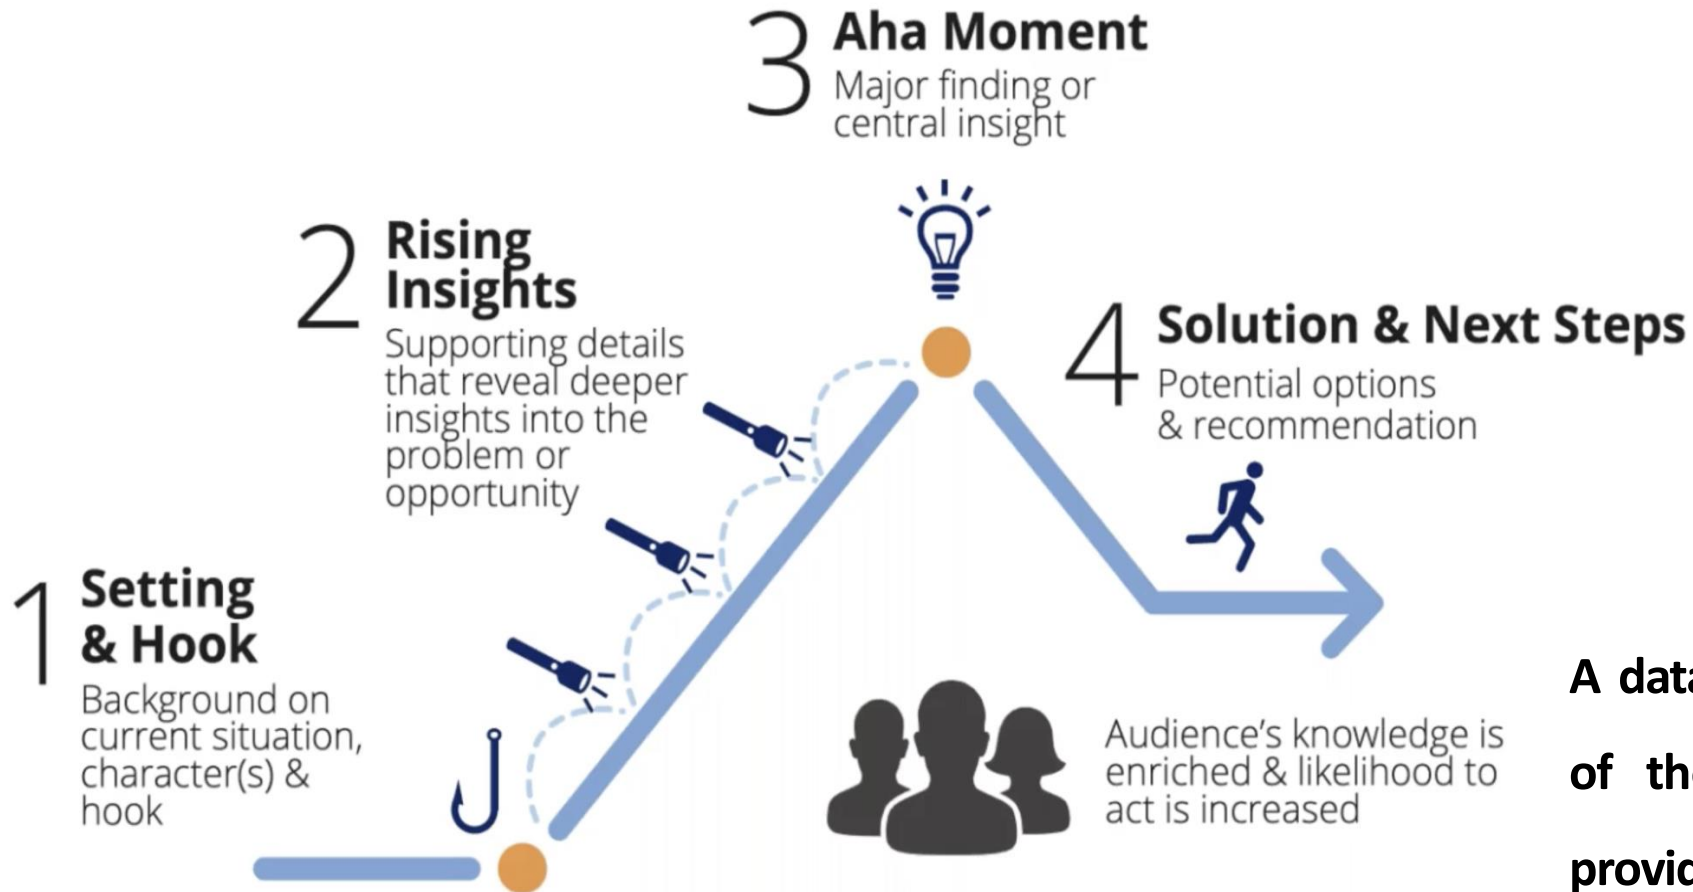 3
Aha Moment
Major finding or
central insight
2
Rising
Insights
Supporting details
that reveal deeper
insights into the
problem or
opportunity
4
Solution & Next Steps
Potential options
& recommendation
1
Setting
& Hook
Background on
current situation,
character(s) &
hook
Audience's knowledge is
enriched & likelihood to
act is increased
A
of